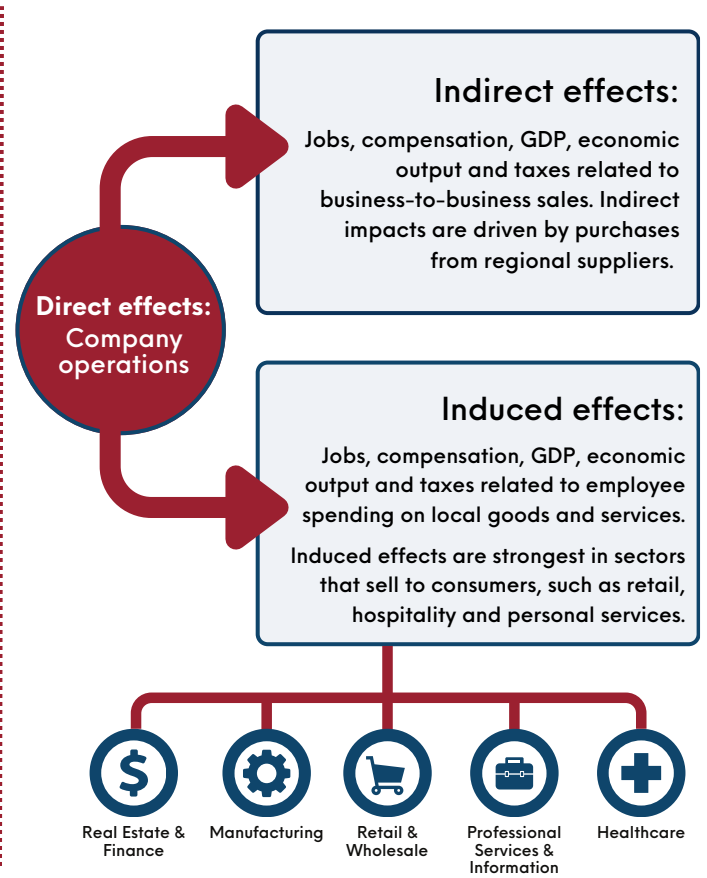 Indirect effects:
Jobs, compensation, GDP, economic
output and taxes related to
business-to-business sales. Indirect
impacts are driven by purchases
from regional suppliers.
Direct effects:
Company
operations
Induced effects:
Jobs, compensation, GDP, economic
output and taxes related to employee
spending on local goods and services.
Induced effects are strongest in sectors
that sell to consumers, such as retail,
hospitality and personal services.
$
Real Estate &
Finance
Manufacturing
Retail &
Wholesale
Professional
Services &
Information
Healthcare